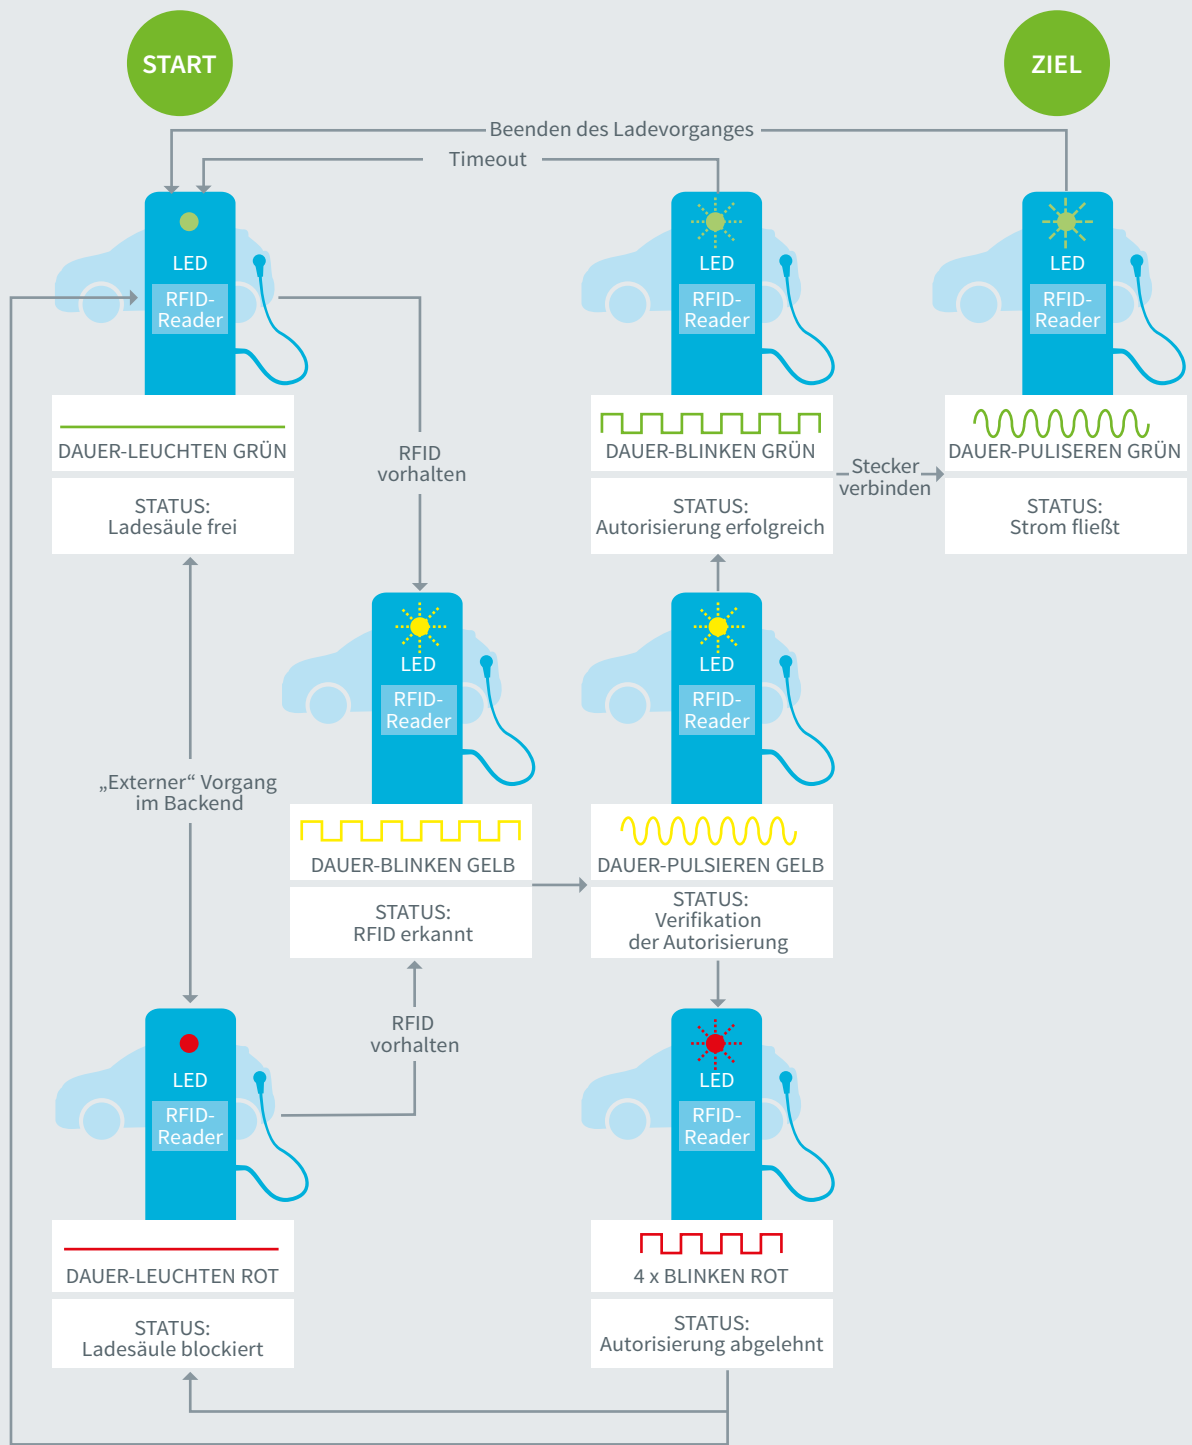 START
ZIEL
Beenden des Ladevorganges
Timeout
LED
RFID-
Reader
DAUER-LEUCHTEN GRÜN
STATUS:
Ladesäule frei
RFID
vorhalten
LED
RFID-
Reader
DAUER-BLINKEN GRÜN
STATUS:
Autorisierung erfolgreich
Stecker
verbinden
LED
RFID-
Reader
DAUER-PULISEREN GRÜN
STATUS:
Strom fließt
„Externer“ Vorgang
im Backend
LED
RFID-
Reader
DAUER-BLINKEN GELB
STATUS:
RFID erkannt
LED
RFID-
Reader
DAUER-PULSIEREN GELB
STATUS:
Verifikation
der Autorisierung
RFID
vorhalten
LED
RFID-
Reader
DAUER-LEUCHTEN ROT
STATUS:
Ladesäule blockiert
LED
RFID-
Reader
4 x BLINKEN ROT
STATUS:
Autorisierung abgelehnt